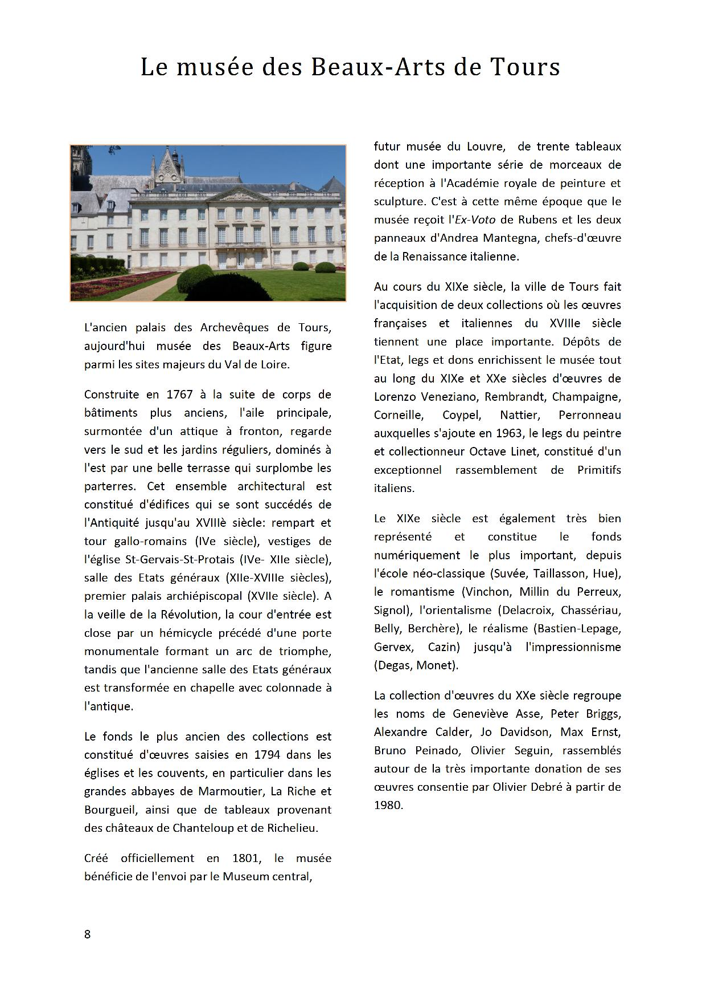 Le musée des Beaux-Arts de Tours
L'ancien palais des Archevêques de Tours,
aujourd'hui musée des Beaux-Arts figure
parmi les sites majeurs du Val de Loire.
Construite en 1767 à la suite de corps de
bâtiments plus anciens, l'aile principale,
surmontée d'un attique à fronton, regarde
vers le sud et les jardins réguliers, dominés à
l'est par une belle terrasse qui surplombe les
parterres. Cet ensemble architectural est
constitué d'édifices qui se sont succédés de
l'Antiquité jusqu'au XVIIIè siècle: rempart et
tour gallo-romains (IVe siècle), vestiges de
l'église St-Gervais-St-Protais (IVe- XIIe siècle),
salle des Etats généraux (XIIe-XVIIIe siècles),
premier palais archiépiscopal (XVIIe siècle). A
la veille de la Révolution, la cour d'entrée est
close par un hémicycle précédé d'une porte
monumentale formant un arc de triomphe,
tandis que l'ancienne salle des Etats généraux
est transformée en chapelle avec colonnade à
l'antique.
Le fonds le plus ancien des collections est
constitué d'œuvres saisies en 1794 dans les
églises et les couvents, en particulier dans les
grandes abbayes de Marmoutier, La Riche et
Bourgueil, ainsi que de tableaux provenant
des châteaux de Chanteloup et de Richelieu.
Créé officiellement en 1801, le musée
bénéficie de l'envoi par le Museum central,
futur musée du Louvre, de trente tableaux
dont une importante série de morceaux de
réception à l'Académie royale de peinture et
sculpture. C'est à cette même époque que le
musée reçoit l'Ex-Voto de Rubens et les deux
panneaux d'Andrea Mantegna, chefs-d'œuvre
de la Renaissance italienne.
Au cours du XIXe siècle, la ville de Tours fait
l'acquisition de deux collections où les œuvres
françaises et italiennes du XVIIIe siècle
tiennent une place importante. Dépôts de
l'Etat, legs et dons enrichissent le musée tout
au long du XIXe et XXe siècles d'œuvres de
Lorenzo Veneziano, Rembrandt, Champaigne,
Corneille, Coypel, Nattier, Perronneau
auxquelles s'ajoute en 1963, le legs du peintre
et collectionneur Octave Linet, constitué d'un
exceptionnel rassemblement de Primitifs
italiens.
Le XIXe siècle est également très bien
représenté et constitue le fonds
numériquement le plus important, depuis
l'école néo-classique (Suvée, Taillasson, Hue),
le romantisme (Vinchon, Millin du Perreux,
Signol), l'orientalisme (Delacroix, Chassériau,
Belly, Berchère), le réalisme (Bastien-Lepage,
Gervex, Cazin) jusqu'à l'impressionnisme
(Degas, Monet).
La collection d'œuvres du XXe siècle regroupe
les noms de Geneviève Asse, Peter Briggs,
Alexandre Calder, Jo Davidson, Max Ernst,
Bruno Peinado, Olivier Seguin, rassemblés
autour de la très importante donation de ses
œuvres consentie par Olivier Debré à partir de
1980.
8